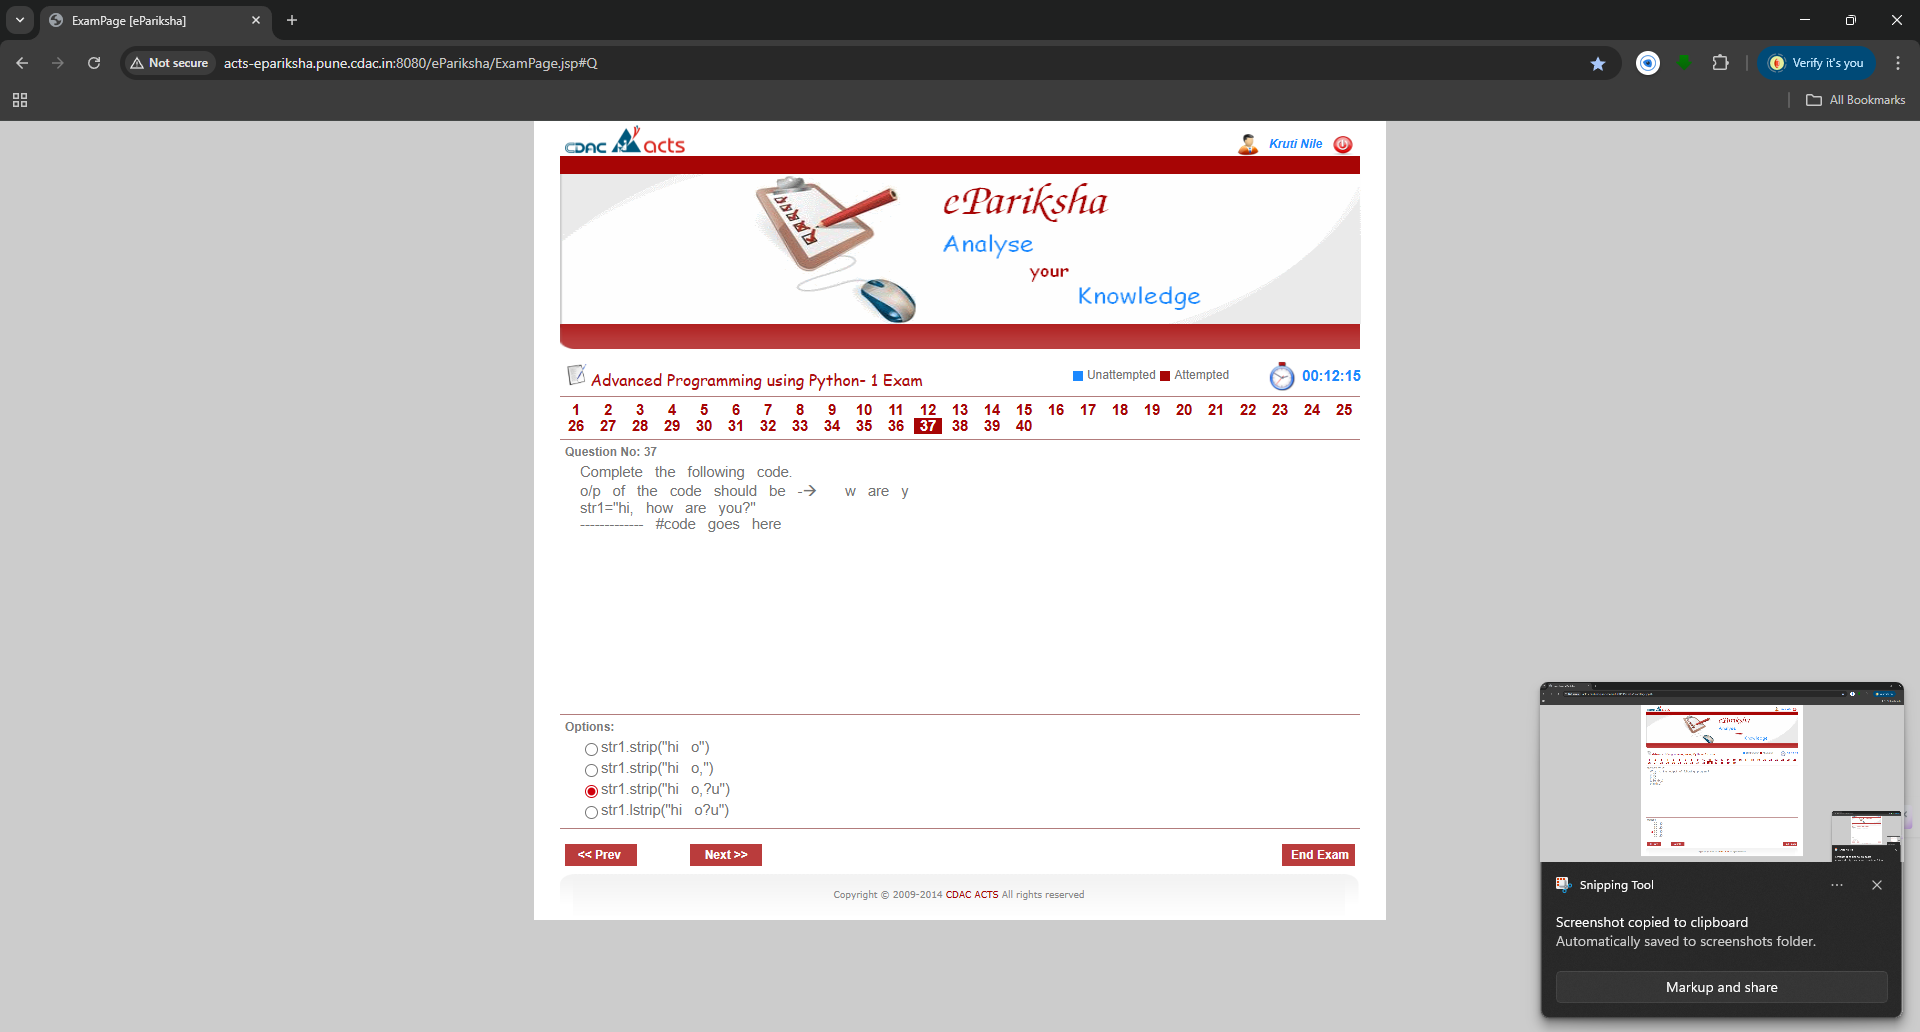 ExamPage [ePariksha]
Not secure
acts-epariksha.pune.cdac.in:8080/ePariksha/ExamPage.jsp#Q
Verify it's you
All Bookmarks
CDAC acts
Kruti Nile
ePariksha
Analyse
your
Knowledge
Advanced Programming using Python- 1 Exam
Unattempted Attempted
00:12:15
1 2 3 4 5 6 7 8 9 10 11 12 13 14 15 16 17 18 19 20 21 22 23 24 25
26 27 28 29 30 31 32 33 34 35 36 37 38 39 40
Question No: 37
Complete the following code.
o/p of the code should be -→ w are y
str1="hi, how are you?"
------------- #code goes here
Options:
str1.strip("hi o")
str1.strip("hi o,")
str1.strip("hi o,?u")
str1.lstrip("hi o?u")
<< Prev
Next >>
End Exam
Copyright © 2009-2014 CDAC ACTS All rights reserved
Snipping Tool
Screenshot copied to clipboard
Automatically saved to screenshots folder.
Markup and share